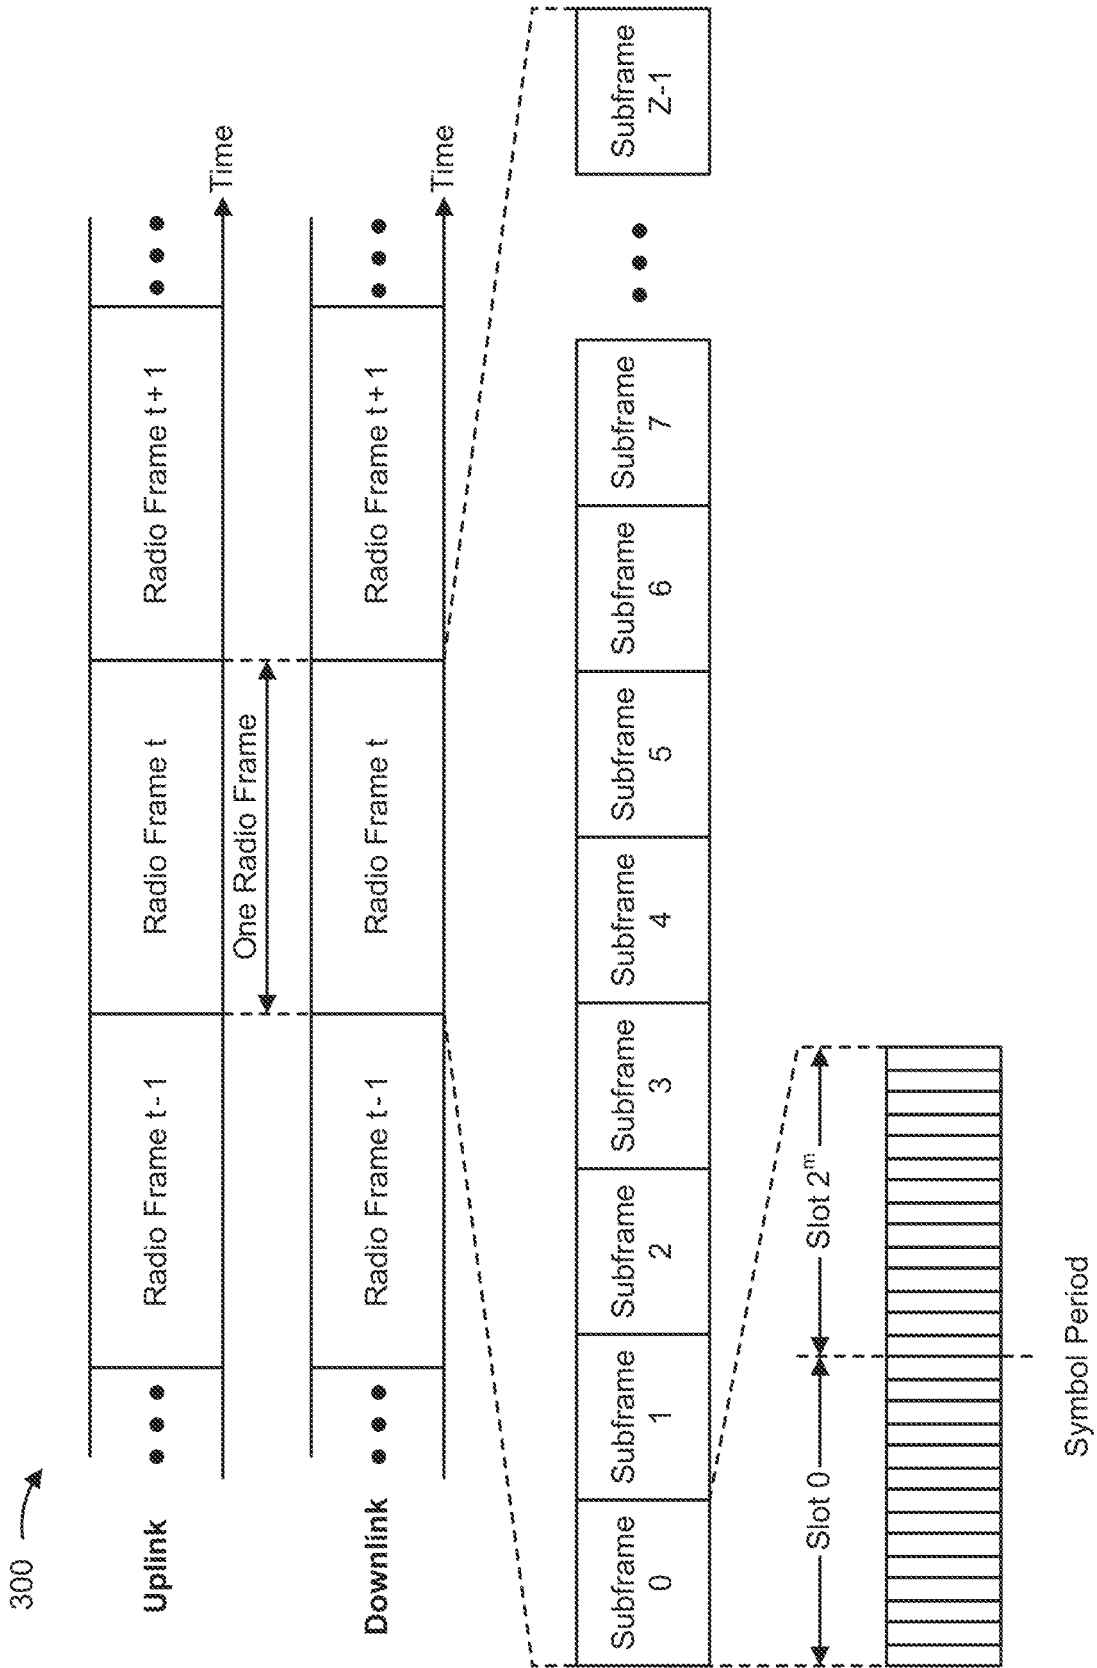 300
Uplink
Radio Frame t-1
Radio Frame t
Radio Frame t+1
Time
One Radio Frame
Downlink
Radio Frame t-1
Radio Frame t
Radio Frame t+1
Time
Subframe
0
Subframe
1
Subframe
2
Subframe
3
Subframe
4
Subframe
5
Subframe
6
Subframe
7
Subframe
Z-1
Slot 0
Slot 2ᵐ
Symbol Period